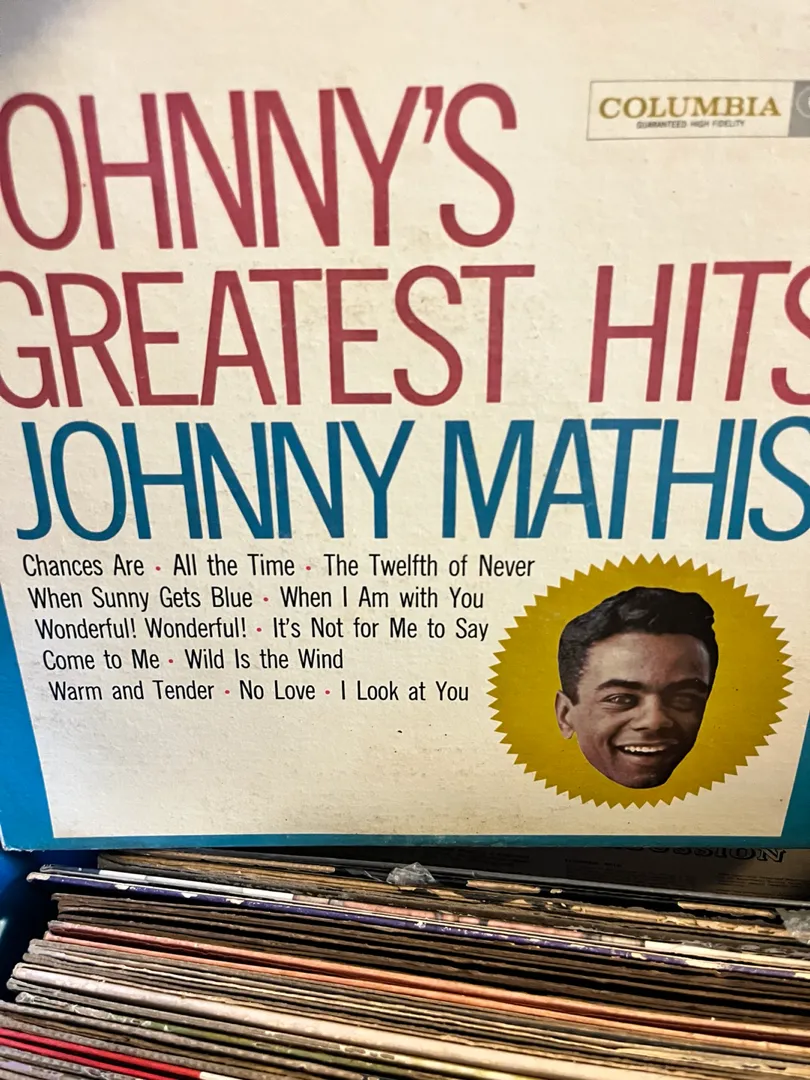 OHNNY'S
COLUMBIA
GUARANTEED HIGH FIDELITY
GREATEST HITS
JOHNNY MATHIS
Chances Are · All the Time · The Twelfth of Never
When Sunny Gets Blue · When I Am with You
Wonderful! Wonderful! · It's Not for Me to Say
Come to Me · Wild Is the Wind
Warm and Tender · No Love · I Look at You